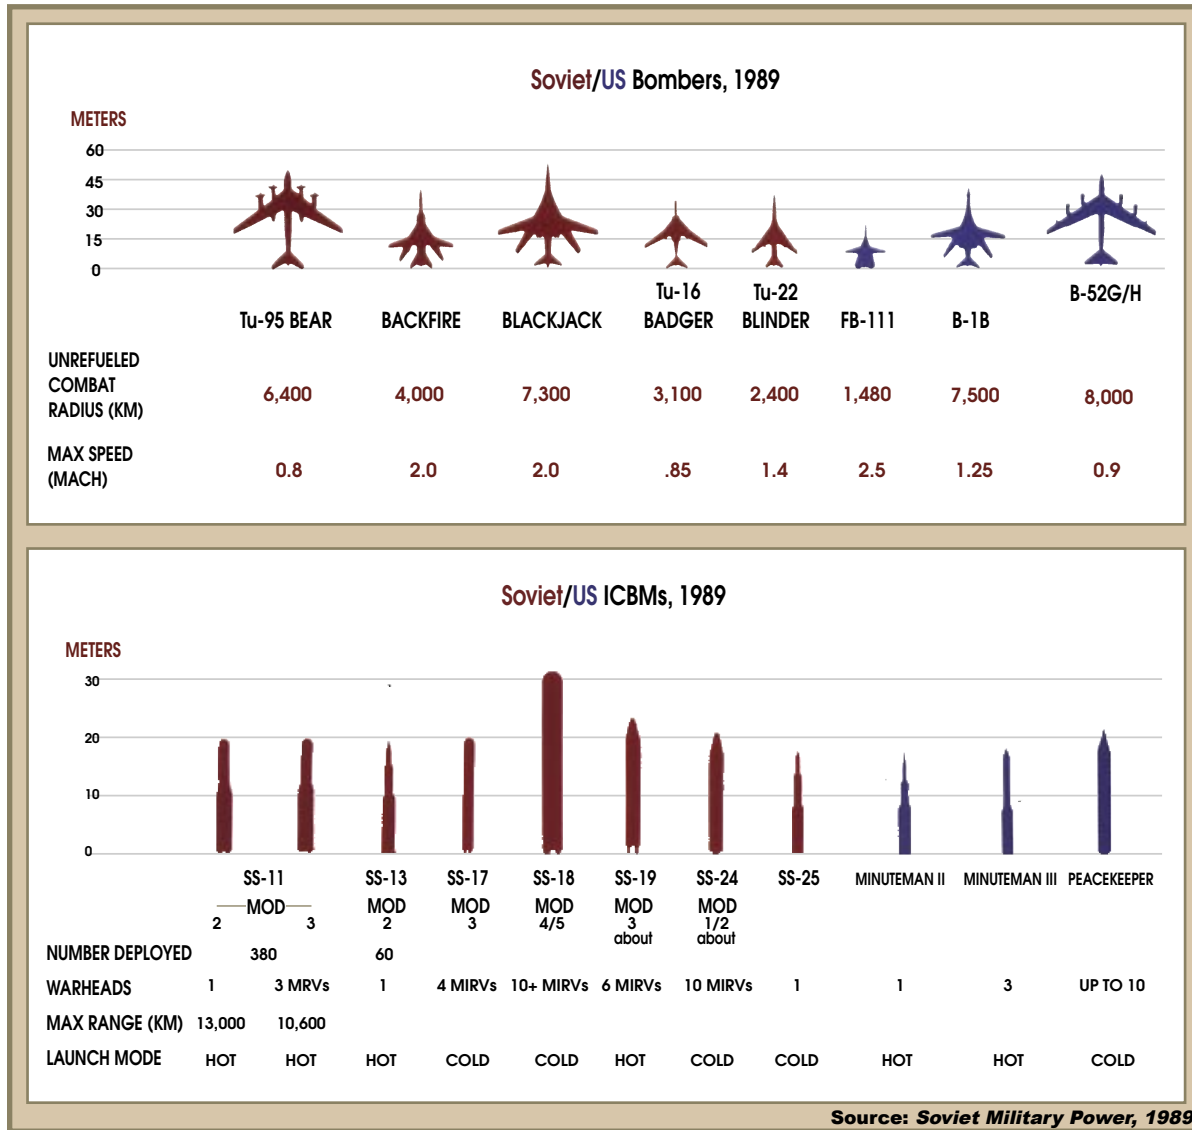 Soviet/US Bombers, 1989
METERS
60
45
30
15
0
Tu-95 BEAR BACKFIRE BLACKJACK Tu-16 BADGER Tu-22 BLINDER FB-111 B-1B B-52G/H
UNREFUELED COMBAT RADIUS (KM) 6,400 4,000 7,300 3,100 2,400 1,480 7,500 8,000
MAX SPEED (MACH) 0.8 2.0 2.0 .85 1.4 2.5 1.25 0.9
Soviet/US ICBMs, 1989
METERS
30
20
10
0
SS-11 SS-13 SS-17 SS-18 SS-19 SS-24 SS-25 MINUTEMAN II MINUTEMAN III PEACEKEEPER
MOD MOD MOD MOD MOD MOD
2 3 2 3 4/5 3 1/2
about about
NUMBER DEPLOYED 380 60
WARHEADS 1 3 MRVs 1 4 MIRVs 10+ MIRVs 6 MIRVs 10 MIRVs 1 1 3 UP TO 10
MAX RANGE (KM) 13,000 10,600
LAUNCH MODE HOT HOT HOT COLD COLD HOT COLD COLD HOT HOT COLD
Source: Soviet Military Power, 1989